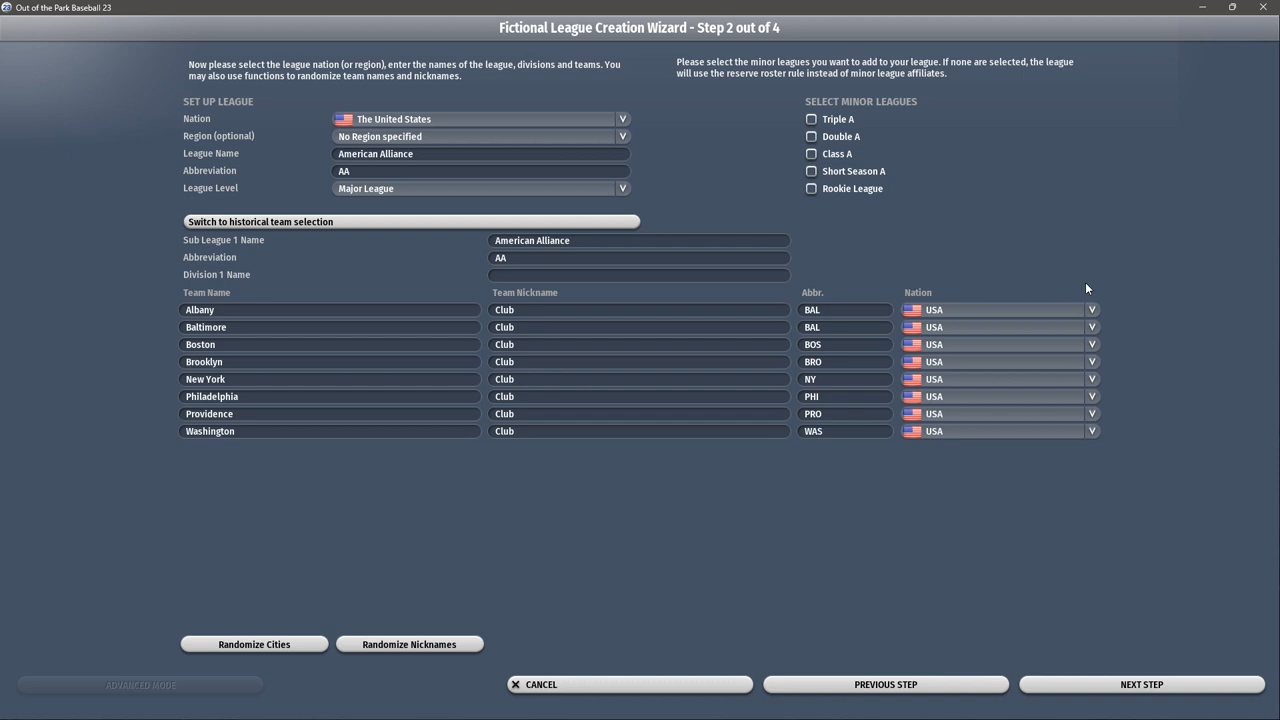 Out of the Park Baseball 23
Fictional League Creation Wizard - Step 2 out of 4
Now please select the league nation (or region), enter the names of the league, divisions and teams. You
may also use functions to randomize team names and nicknames.
Please select the minor leagues you want to add to your league. If none are selected, the league
will use the reserve roster rule instead of minor league affiliates.
SET UP LEAGUE
Nation The United States V
Region (optional) No Region specified V
League Name American Alliance
Abbreviation AA
League Level Major League V
SELECT MINOR LEAGUES
Triple A
Double A
Class A
Short Season A
Rookie League
Switch to historical team selection
Sub League 1 Name American Alliance
Abbreviation AA
Division 1 Name
Team Name Team Nickname Abbr. Nation
Albany Club BAL USA V
Baltimore Club BAL USA V
Boston Club BOS USA V
Brooklyn Club BRO USA V
New York Club NY USA V
Philadelphia Club PHI USA V
Providence Club PRO USA V
Washington Club WAS USA V
Randomize Cities Randomize Nicknames
ADVANCED MODE CANCEL PREVIOUS STEP NEXT STEP